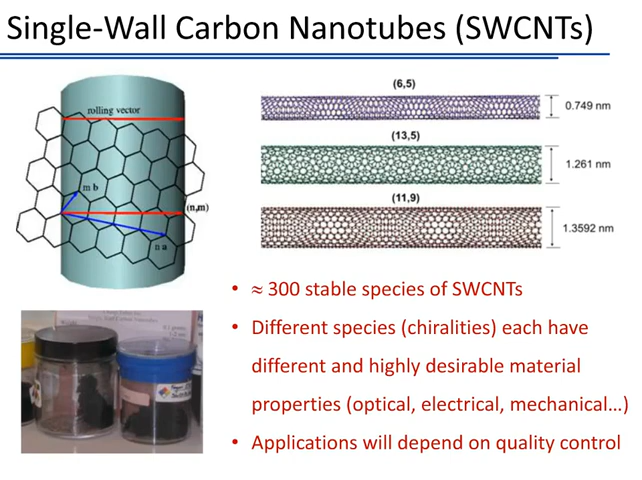 Single-Wall Carbon Nanotubes (SWCNTs)
rolling vector
m b
(n,m)
n a
(6,5)
0.749 nm
(13,5)
1.261 nm
(11,9)
1.3592 nm
• ≈ 300 stable species of SWCNTs
• Different species (chiralities) each have
different and highly desirable material
properties (optical, electrical, mechanical…)
• Applications will depend on quality control